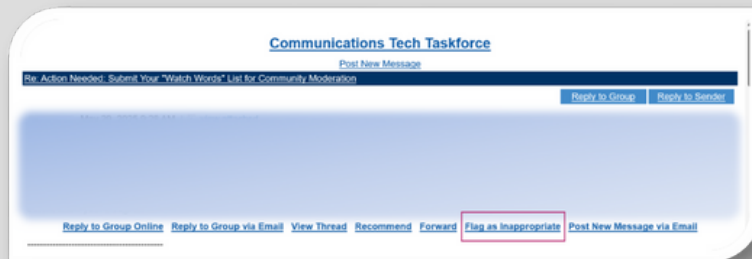 Communications Tech Taskforce
Post New Message
Re: Action Needed: Submit Your "Watch Words" List for Community Moderation
Reply to Group Reply to Sender
Reply to Group Online Reply to Group via Email View Thread Recommend Forward Flag as Inappropriate Post New Message via Email